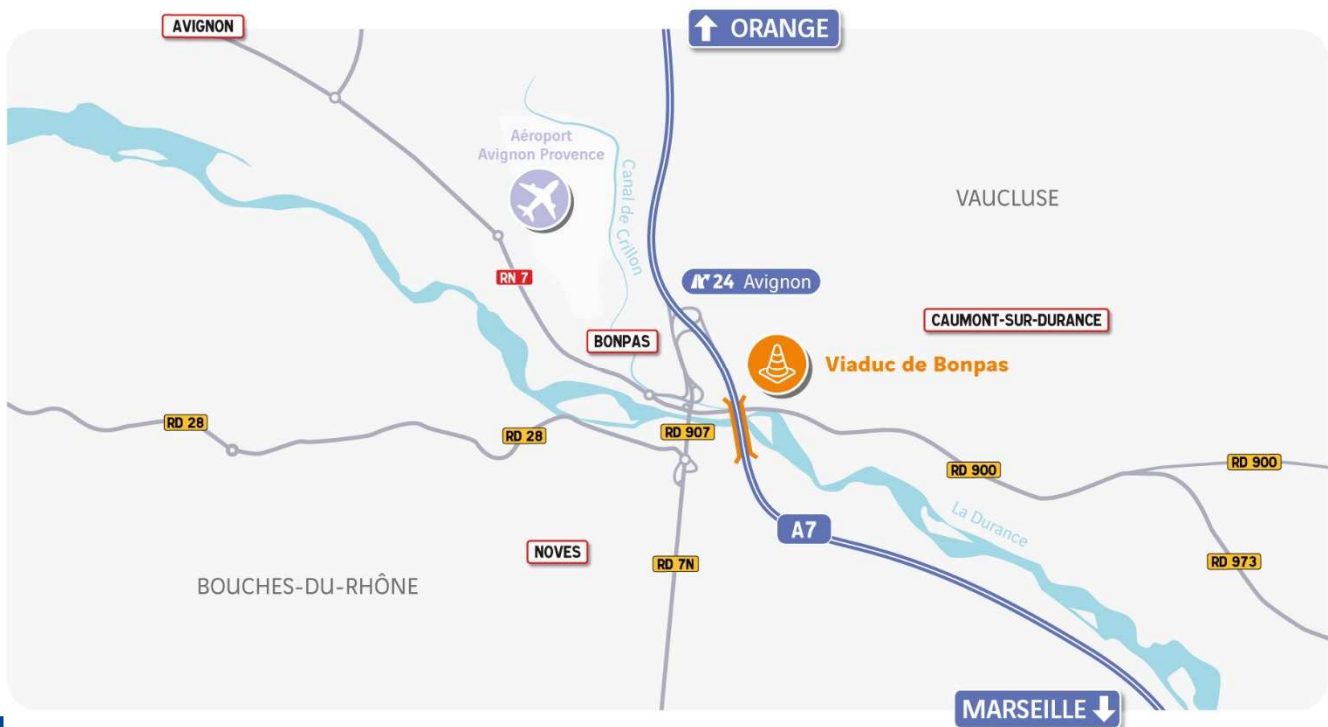 AVIGNON
↑ ORANGE
Aéroport
Avignon Provence
Canal de Crillon
VAUCLUSE
RN 7
24 Avignon
CAUMONT-SUR-DURANCE
BONPAS
Viaduc de Bonpas
RD 28
RD 28
RD 907
RD 900
RD 900
La Durance
A7
NOVES
RD 7N
RD 973
BOUCHES-DU-RHÔNE
MARSEILLE ↓